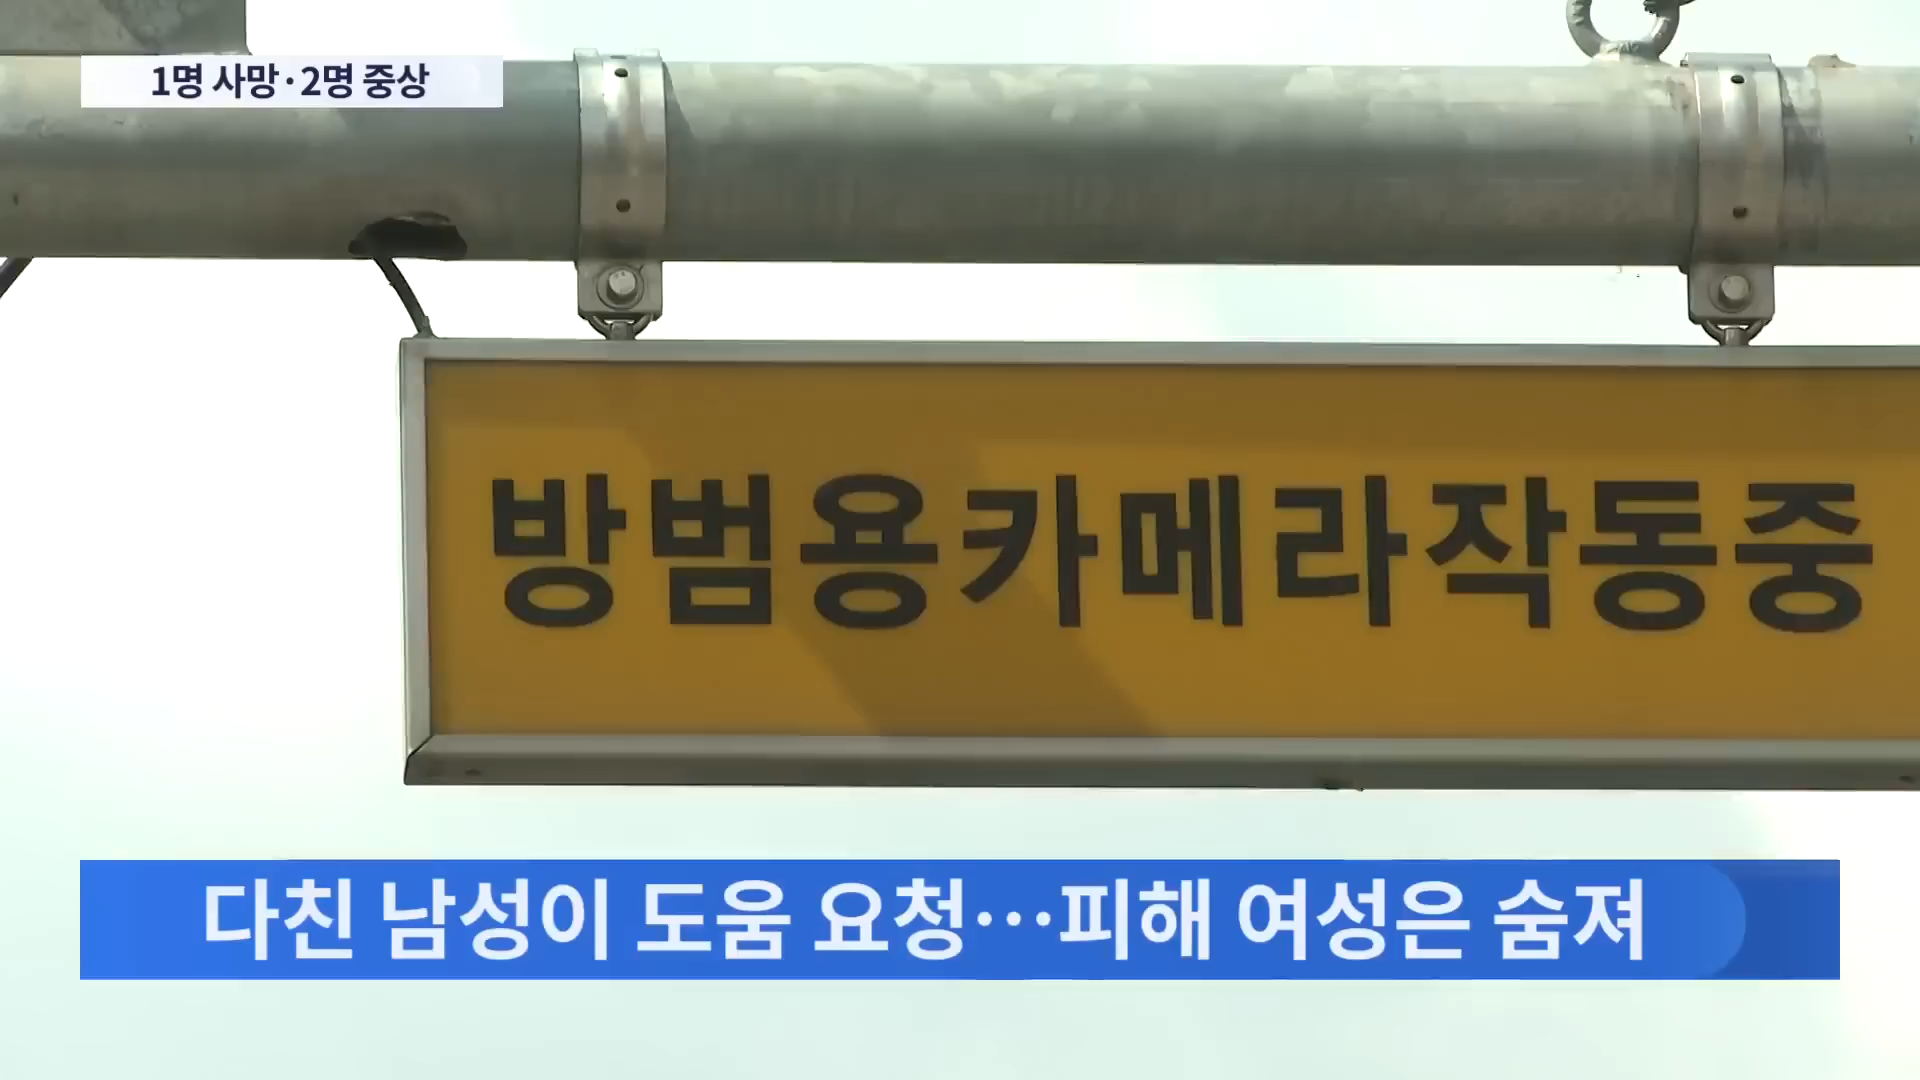 1명 사망·2명 중상
방범용카메라작동중
다친 남성이 도움 요청…피해 여성은 숨져